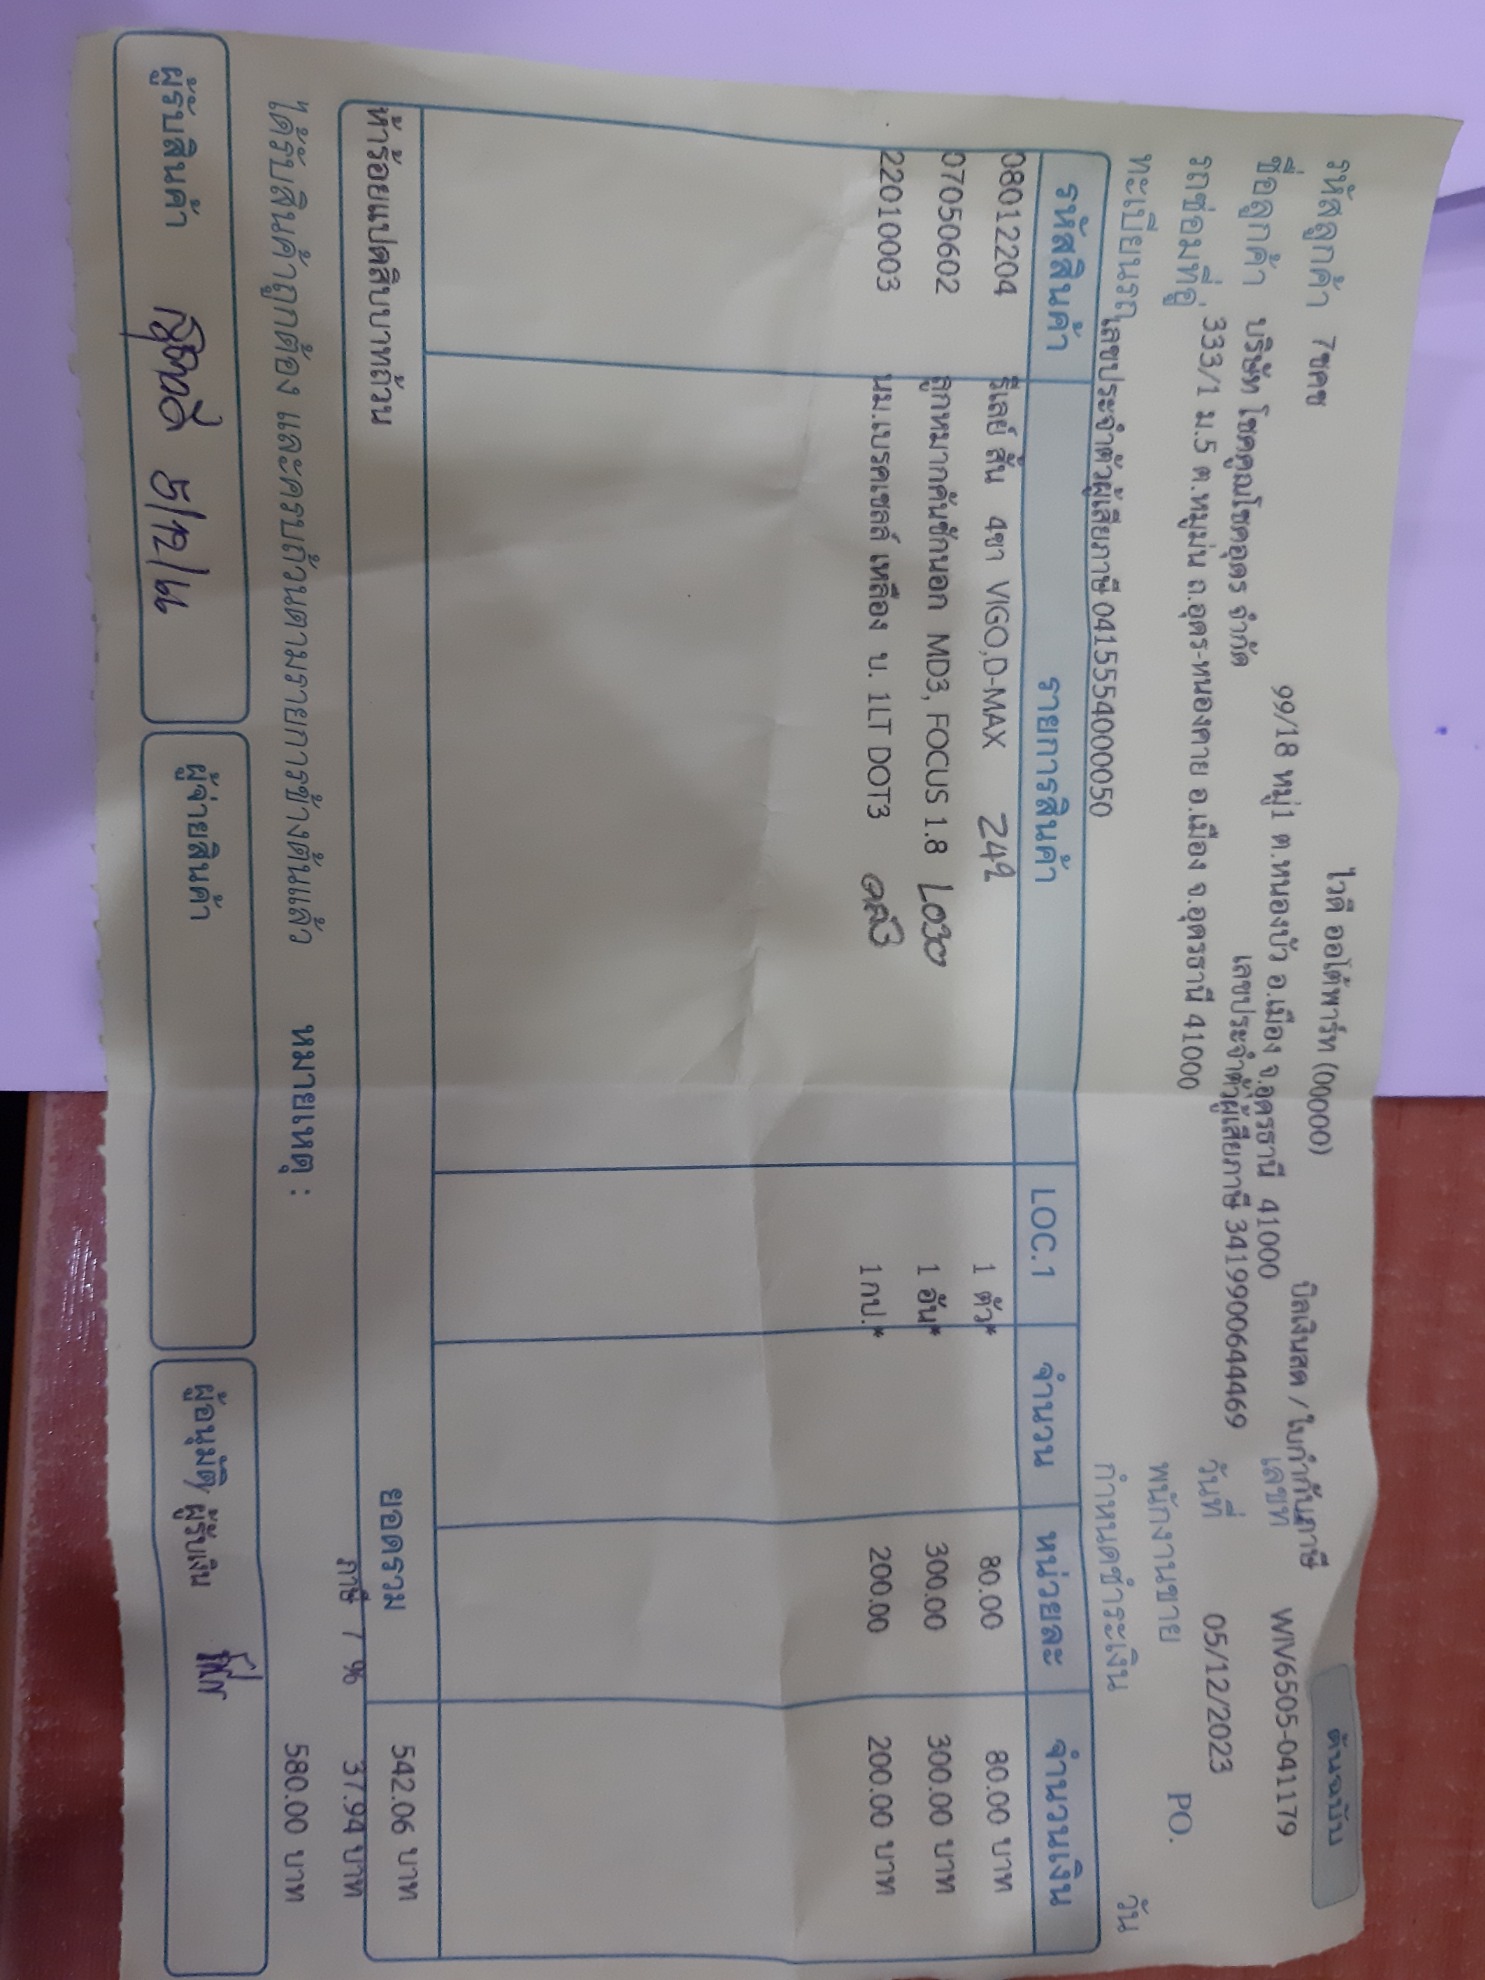 ต้นฉบับ
ไวดี ออโต้พาร์ท (00000)
บิลเงินสด / ใบกำกับภาษี
รหัสลูกค้า 7ชคช
99/18 หมู่1 ต.หนองบัว อ.เมือง จ.อุดรธานี 41000
เลขที่ WIV6505-041179
ชื่อลูกค้า บริษัท โชคคูณโชคอุดร จำกัด
เลขประจำตัวผู้เสียภาษี 3419900644469
วันที่ 05/12/2023
รถซ่อมที่อู่ 333/1 ม.5 ต.หมูม่น ถ.อุดร-หนองคาย อ.เมือง จ.อุดรธานี 41000
พนักงานขาย PO.
ทะเบียนรถ เลขประจำตัวผู้เสียภาษี 0415554000050
กำหนดชำระเงิน วัน
รหัสสินค้า รายการสินค้า LOC.1 จำนวน หน่วยละ จำนวนเงิน
08012204 รีเลย์ สั้น 4ขา VIGO,D-MAX 249 1 ตัว* 80.00 80.00 บาท
07050602 ลูกหมากคันชักนอก MD3, FOCUS 1.8 L030 1 อัน* 300.00 300.00 บาท
22010003 นม.เบรคเชลล์ เหลือง บ. 1LT DOT3 1 กป.* 200.00 200.00 บาท
ห้าร้อยแปดสิบบาทถ้วน ยอดรวม 542.06 บาท
ภาษี 7 % 37.94 บาท
ได้รับสินค้าถูกต้อง และครบถ้วนตามรายการข้างต้นแล้ว หมายเหตุ : 580.00 บาท
ผู้รับสินค้า 5/12/
ผู้จ่ายสินค้า
ผู้อนุมัติ/ ผู้รับเงิน